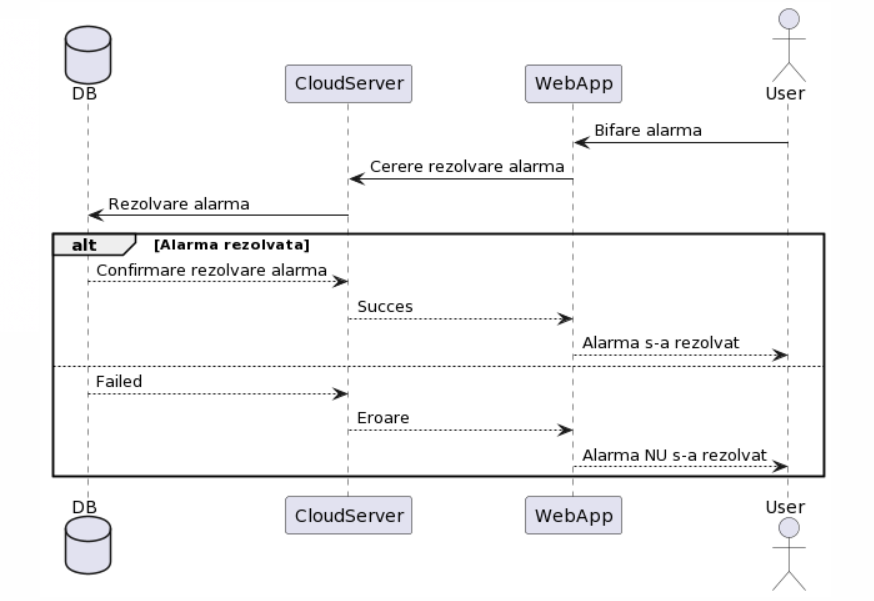 DB
CloudServer
WebApp
User
Bifare alarma
Cerere rezolvare alarma
Rezolvare alarma
alt [Alarma rezolvata]
Confirmare rezolvare alarma
Succes
Alarma s-a rezolvat
Failed
Eroare
Alarma NU s-a rezolvat
DB
CloudServer
WebApp
User